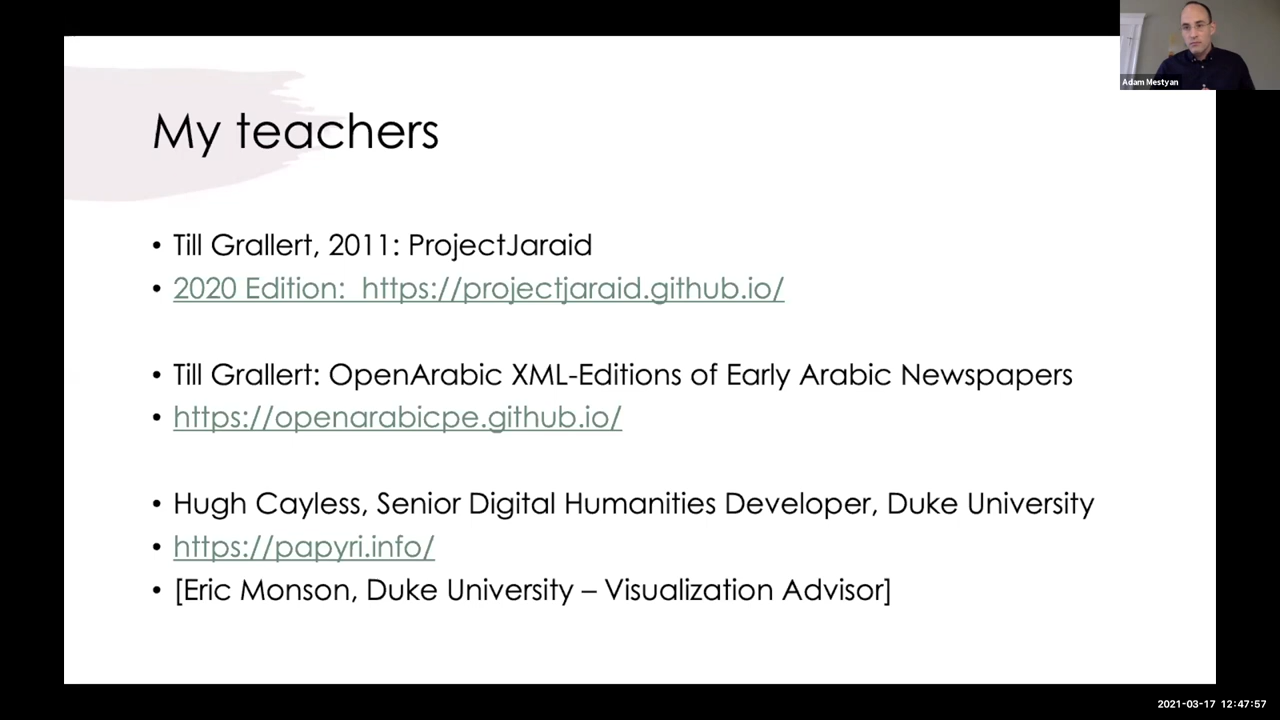 Adam Mestyan
My teachers
• Till Grallert, 2011: ProjectJaraid
• 2020 Edition:  https://projectjaraid.github.io/
• Till Grallert: OpenArabic XML-Editions of Early Arabic Newspapers
• https://openarabicpe.github.io/
• Hugh Cayless, Senior Digital Humanities Developer, Duke University
• https://papyri.info/
• [Eric Monson, Duke University – Visualization Advisor]
2021-03-17 12:47:57